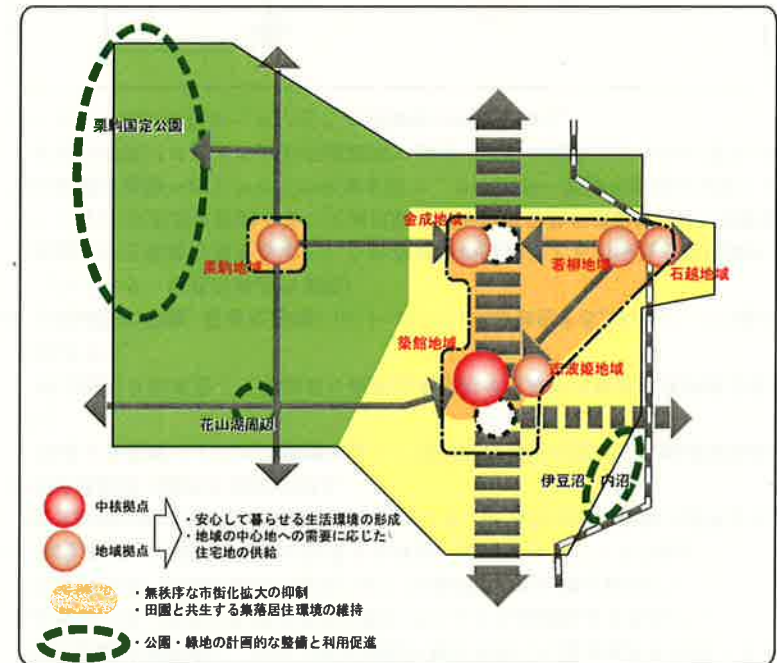 栗駒国定公園
金成地域
栗駒地域
若柳地域
石越地域
築館地域
志波姫地域
花山湖周辺
伊豆沼・内沼
中核拠点
地域拠点
・安心して暮らせる生活環境の形成
・地域の中心地への需要に応じた
住宅地の供給
・無秩序な市街化拡大の抑制
・田園と共生する集落居住環境の維持
・公園・緑地の計画的な整備と利用促進